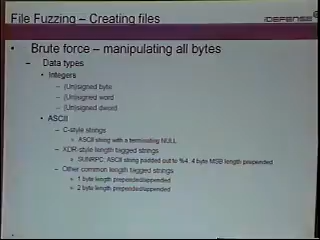 File Fuzzing – Creating files
iDEFENSE
• Brute force – manipulating all bytes
– Data types
• Integers
– (Un)signed byte
– (Un)signed word
– (Un)signed dword
• ASCII
– C-style strings
• ASCII string with a terminating NULL
– XDR-style length tagged strings
• SUNRPC: ASCII string padded out to %4. 4 byte MSB length prepended
– Other common length tagged strings
• 1 byte length prepended/appended
• 2 byte length prepended/appended